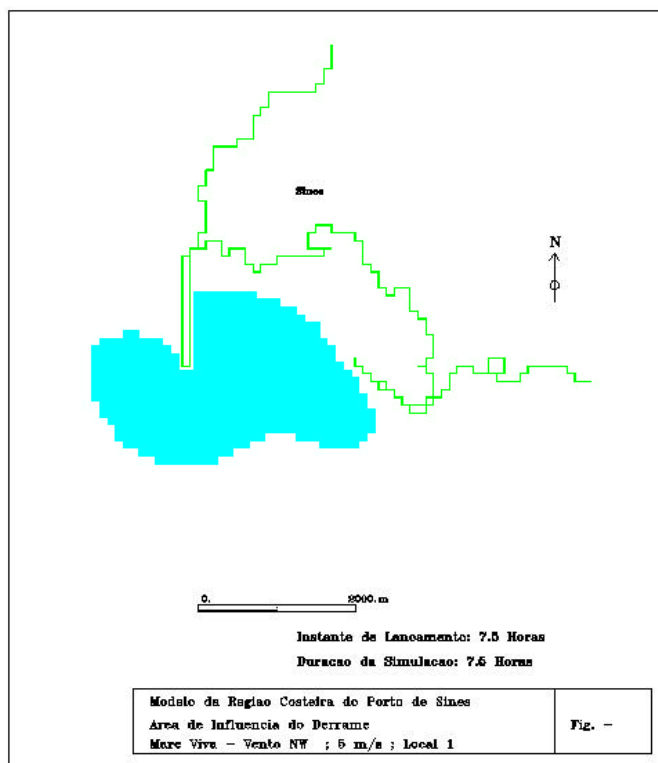 Sines
N
0. 2000.m
Instante de Lancamento: 7.5 Horas
Duracao da Simulacao: 7.5 Horas
Modelo da Regiao Costeira do Porto de Sines
Area de Influencia do Derrame
Mare Viva - Vento NW ; 5 m/s ; Local 1
Fig. -